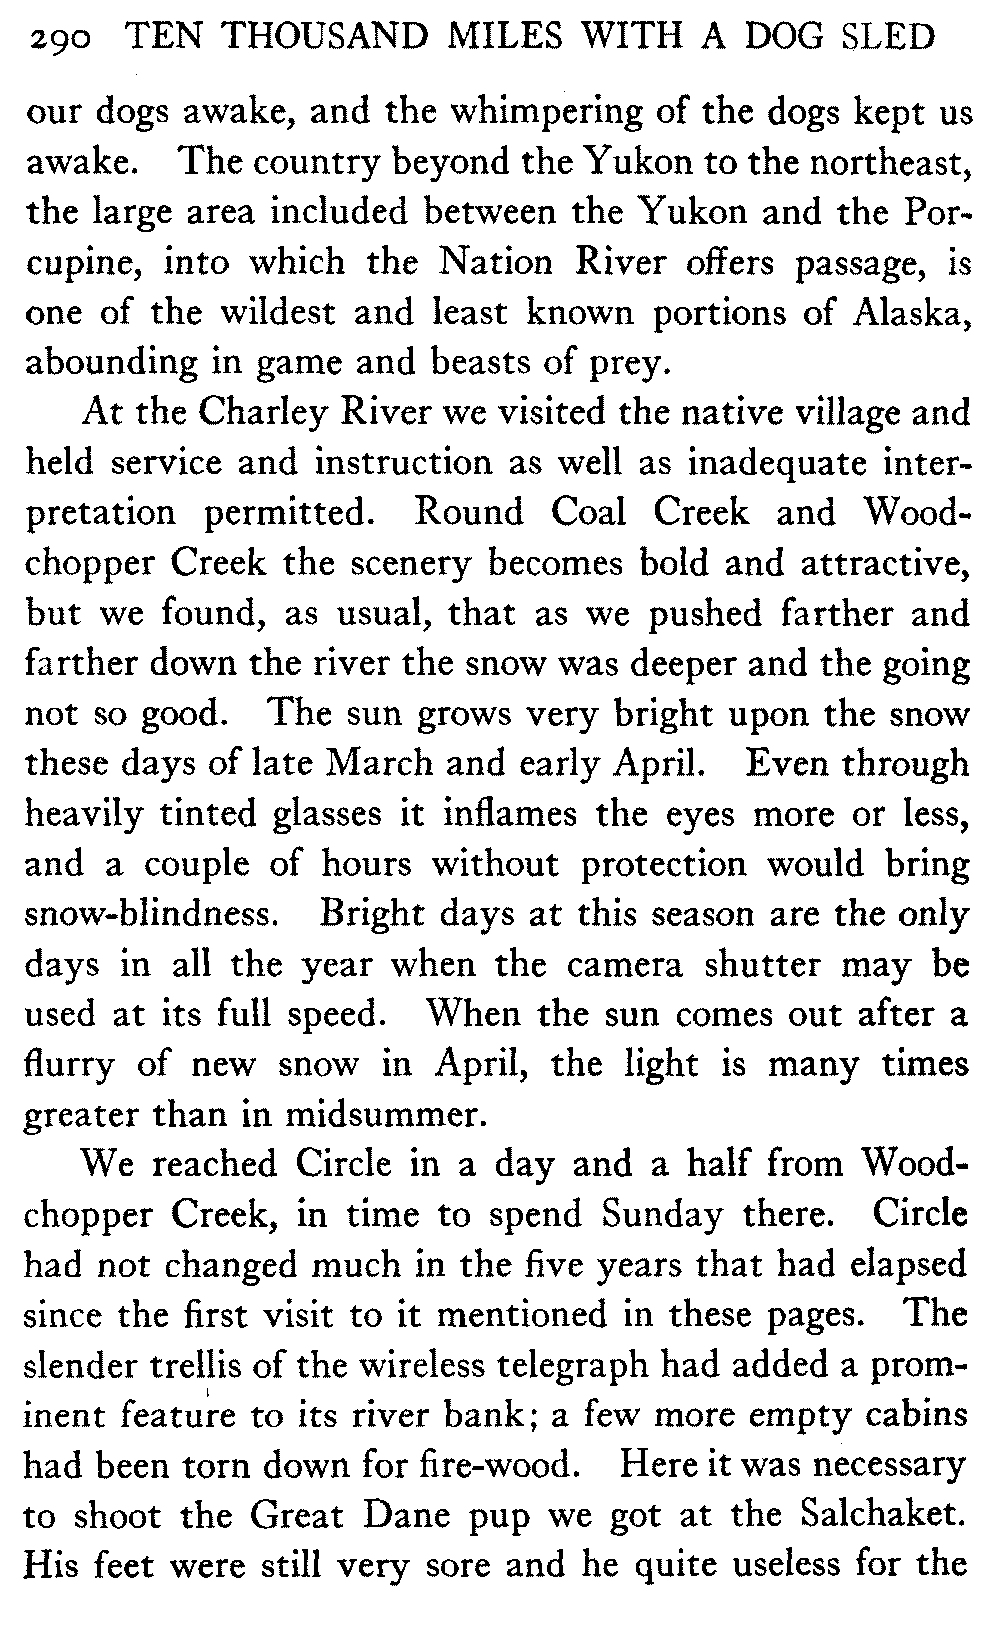 290 TEN THOUSAND MILES WITH A DOG SLED
our dogs awake, and the whimpering of the dogs kept us
awake. The country beyond the Yukon to the northeast,
the large area included between the Yukon and the Por-
cupine, into which the Nation River offers passage, is
one of the wildest and least known portions of Alaska,
abounding in game and beasts of prey.
At the Charley River we visited the native village and
held service and instruction as well as inadequate inter-
pretation permitted. Round Coal Creek and Wood-
chopper Creek the scenery becomes bold and attractive,
but we found, as usual, that as we pushed farther and
farther down the river the snow was deeper and the going
not so good. The sun grows very bright upon the snow
these days of late March and early April. Even through
heavily tinted glasses it inflames the eyes more or less,
and a couple of hours without protection would bring
snow-blindness. Bright days at this season are the only
days in all the year when the camera shutter may be
used at its full speed. When the sun comes out after a
flurry of new snow in April, the light is many times
greater than in midsummer.
We reached Circle in a day and a half from Wood-
chopper Creek, in time to spend Sunday there. Circle
had not changed much in the five years that had elapsed
since the first visit to it mentioned in these pages. The
slender trellis of the wireless telegraph had added a prom-
inent feature to its river bank; a few more empty cabins
had been torn down for fire-wood. Here it was necessary
to shoot the Great Dane pup we got at the Salchaket.
His feet were still very sore and he quite useless for the